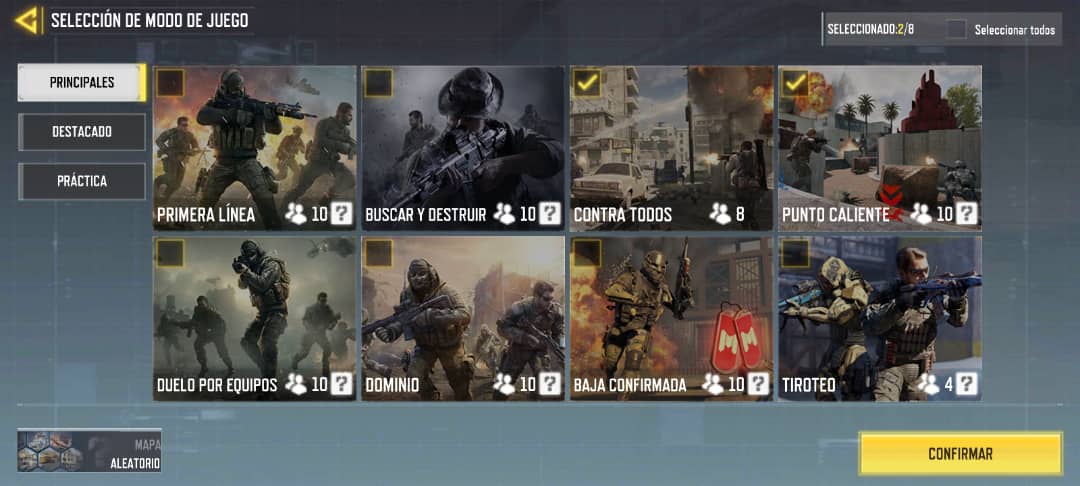 SELECCIÓN DE MODO DE JUEGO
SELECCIONADO:2/8
Seleccionar todos
PRINCIPALES
DESTACADO
PRÁCTICA
PRIMERA LÍNEA 10 ?
BUSCAR Y DESTRUIR 10 ?
CONTRA TODOS 8
PUNTO CALIENTE 10 ?
DUELO POR EQUIPOS 10 ?
DOMINIO 10 ?
BAJA CONFIRMADA 10 ?
TIROTEO 4 ?
MAPA
ALEATORIO
CONFIRMAR